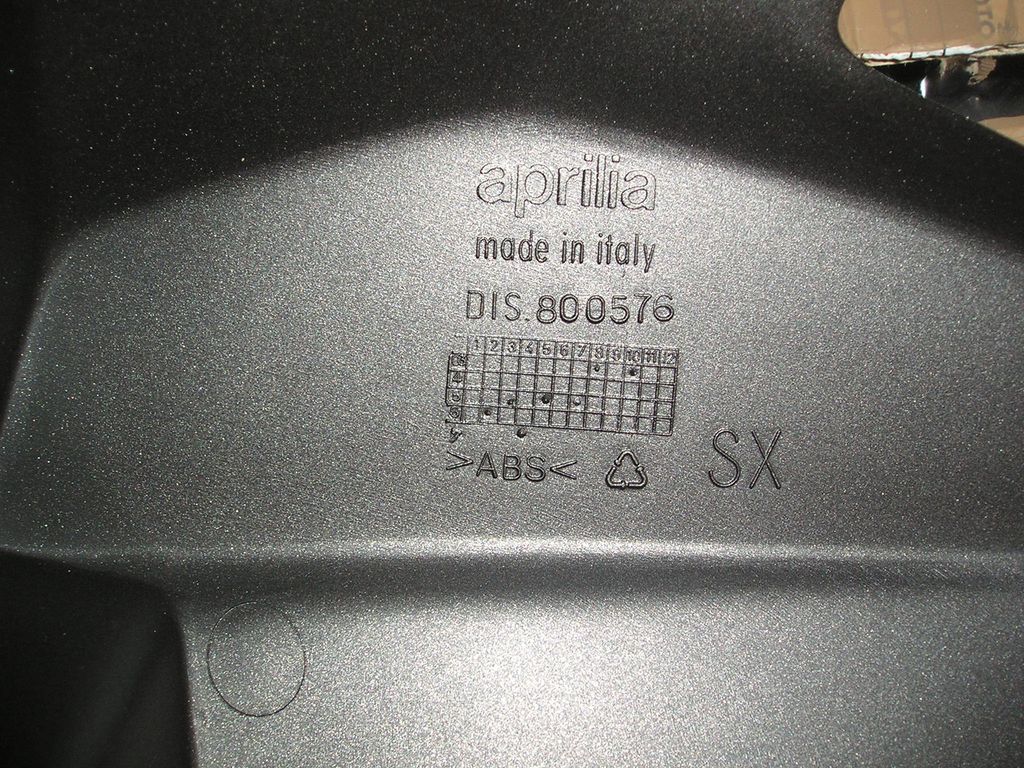 aprilia
made in italy
DIS.800576
1 2 3 4 5 6 7 8 9 10 11 12
>ABS<
SX